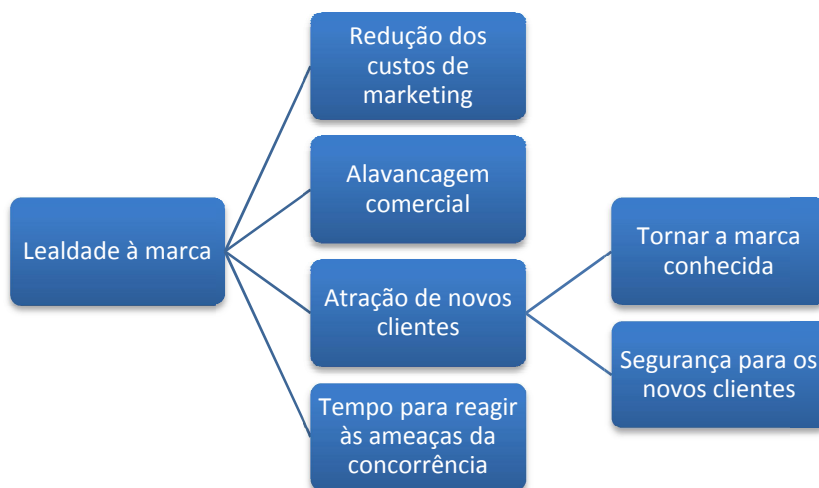 Lealdade à marca
Redução dos
custos de
marketing
Alavancagem
comercial
Atração de novos
clientes
Tempo para reagir
às ameaças da
concorrência
Tornar a marca
conhecida
Segurança para os
novos clientes